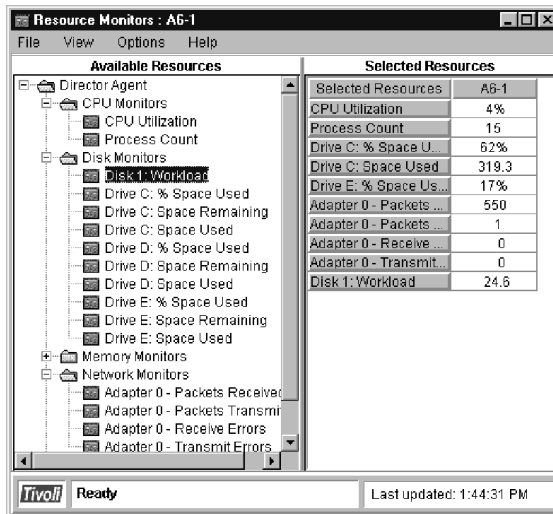 Resource Monitors : A6-1
File View Options Help
Available Resources
Director Agent
CPU Monitors
CPU Utilization
Process Count
Disk Monitors
Disk 1: Workload
Drive C: % Space Used
Drive C: Space Remaining
Drive C: Space Used
Drive D: % Space Used
Drive D: Space Remaining
Drive D: Space Used
Drive E: % Space Used
Drive E: Space Remaining
Drive E: Space Used
Memory Monitors
Network Monitors
Adapter 0 - Packets Received
Adapter 0 - Packets Transmi
Adapter 0 - Receive Errors
Adapter 0 - Transmit Errors
Selected Resources
Selected Resources A6-1
CPU Utilization 4%
Process Count 15
Drive C: % Space U... 62%
Drive C: Space Used 319.3
Drive E: % Space Us... 17%
Adapter 0 - Packets ... 550
Adapter 0 - Packets ... 1
Adapter 0 - Receive ... 0
Adapter 0 - Transmit... 0
Disk 1: Workload 24.6
Tivoli Ready Last updated: 1:44:31 PM